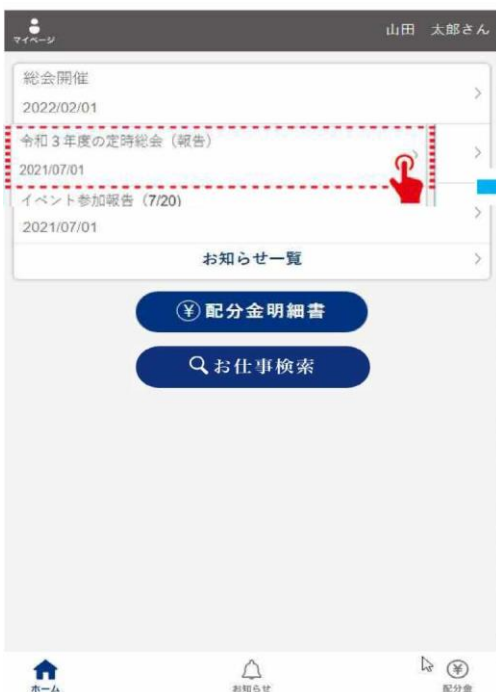 マイページ
山田 太郎さん
総会開催
2022/02/01
令和3年度の定時総会（報告）
2021/07/01
イベント参加報告（7/20）
2021/07/01
お知らせ一覧
配分金明細書
お仕事検索
ホーム
お知らせ
配分金